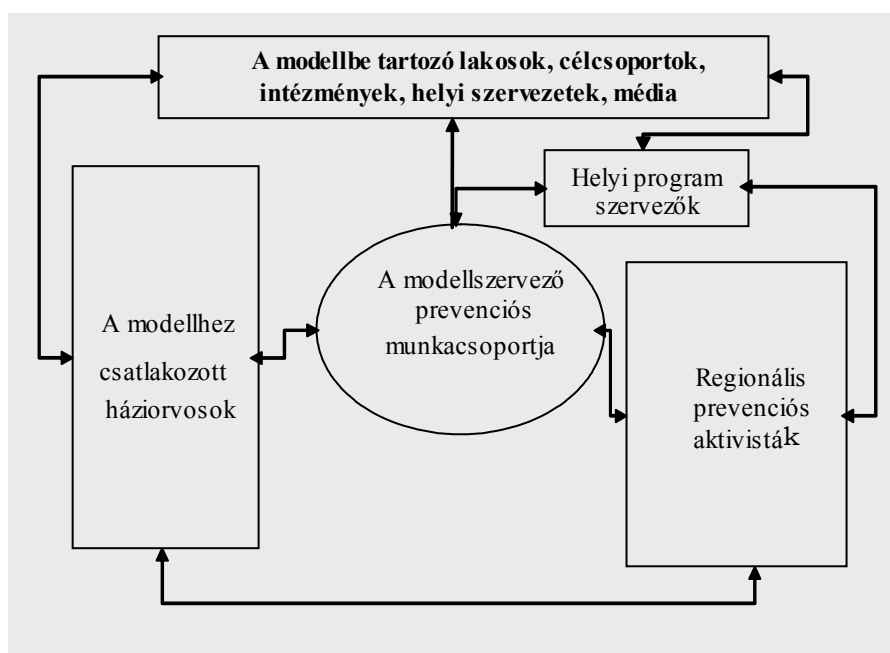 A modellbe tartozó lakosok, célcsoportok,
intézmények, helyi szervezetek, média
Helyi program
szervezők
A modellszervező
prevenciós
munkacsoportja
A modellhez
csatlakozott
háziorvosok
Regionális
prevenciós
aktivisták